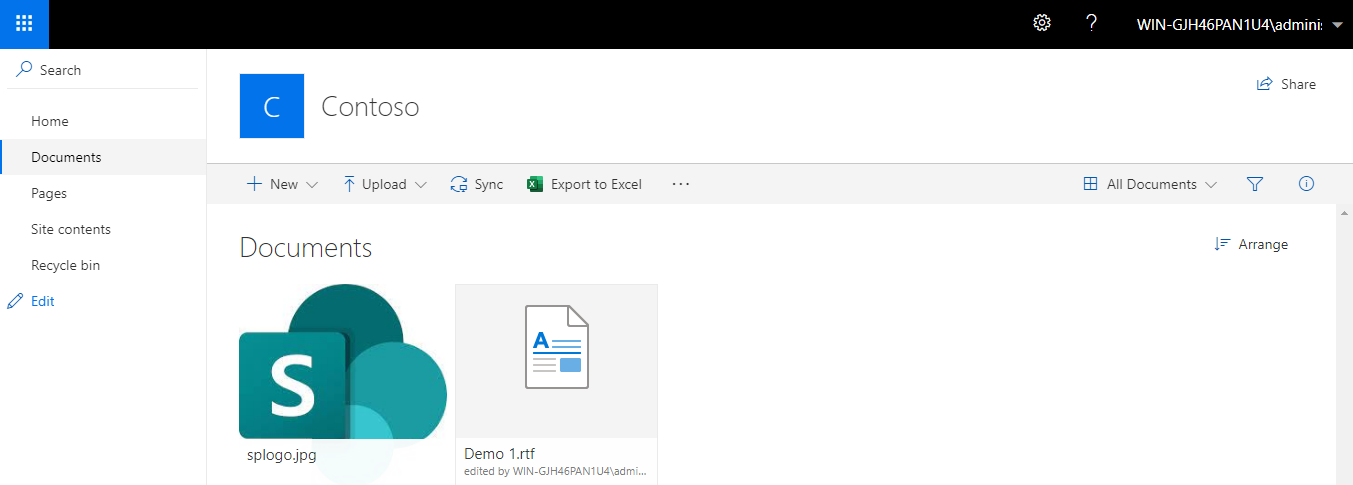 ?
WIN-GJH46PAN1U4\adminis
Search
Home
Documents
Pages
Site contents
Recycle bin
Edit
C
Contoso
Share
New
Upload
Sync
Export to Excel
...
All Documents
Documents
Arrange
S
splogo.jpg
A
Demo 1.rtf
edited by WIN-GJH46PAN1U4\admi...